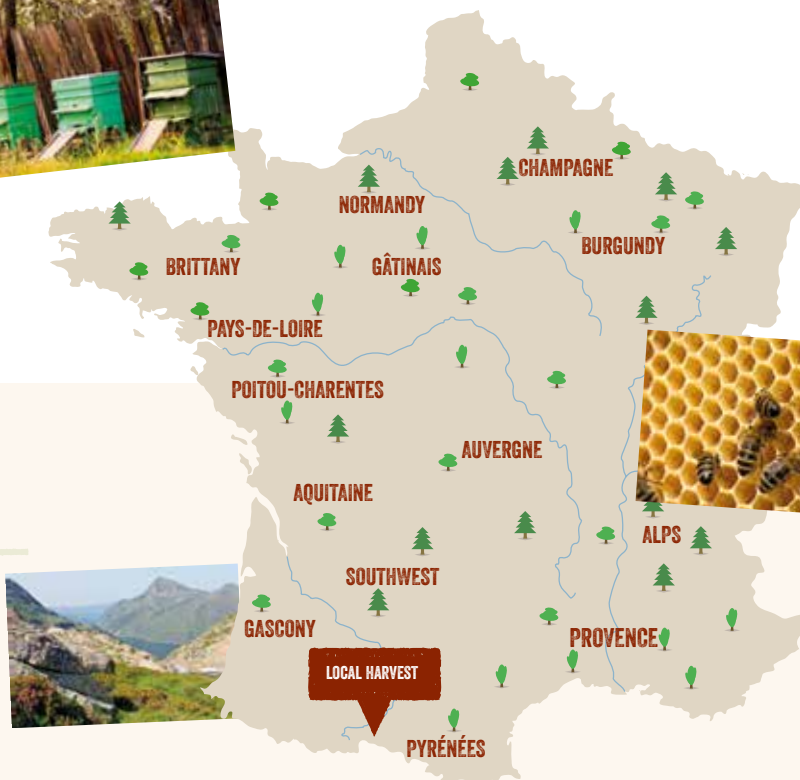 CHAMPAGNE
NORMANDY
BURGUNDY
BRITTANY
GÂTINAIS
PAYS-DE-LOIRE
POITOU-CHARENTES
AUVERGNE
AQUITAINE
ALPS
SOUTHWEST
GASCONY
PROVENCE
LOCAL HARVEST
PYRÉNÉES